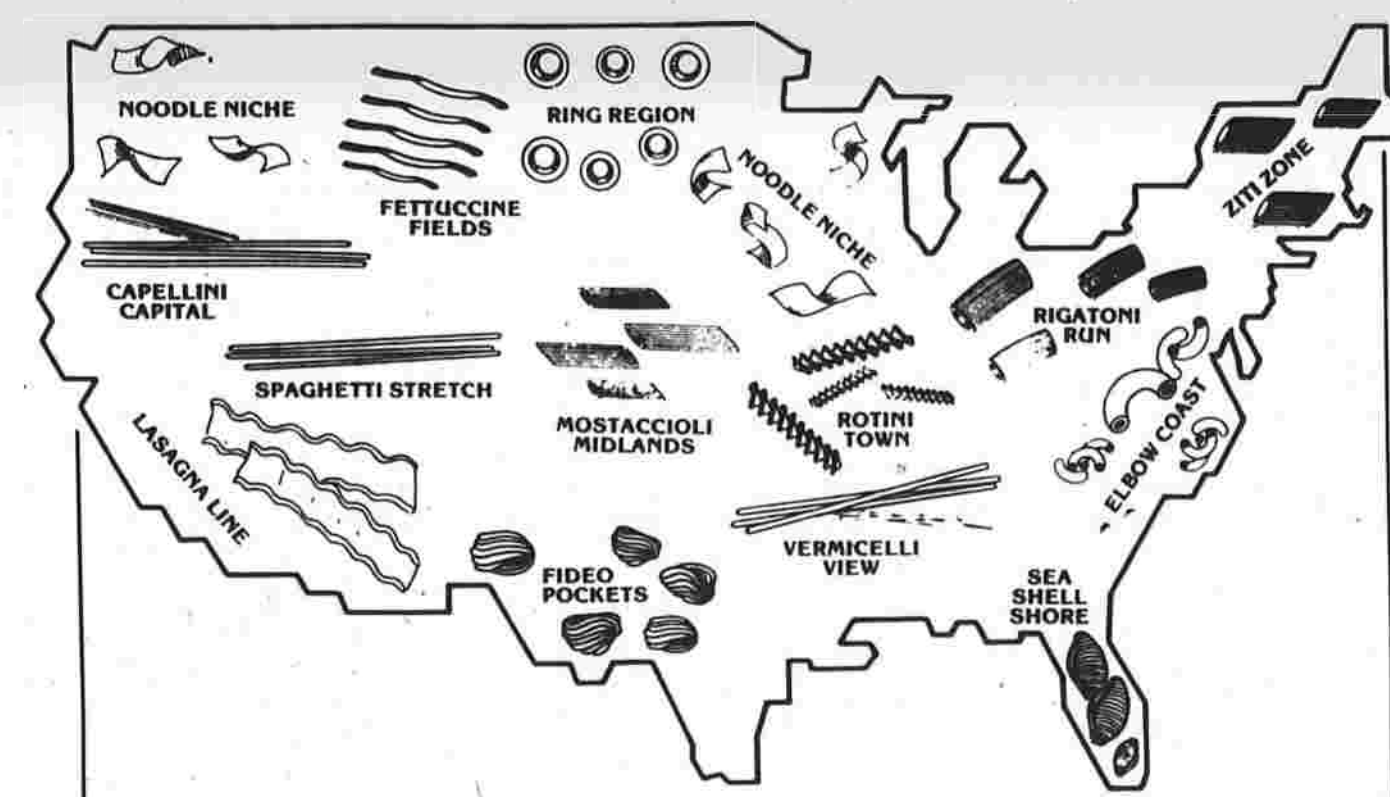 NOODLE NICHE
RING REGION
NOODLE NICHE
ZITI ZONE
FETTUCCINE
FIELDS
CAPELLINI
CAPITAL
RIGATONI
RUN
SPAGHETTI STRETCH
MOSTACCIOLI
MIDLANDS
ROTINI
TOWN
ELBOW COAST
LASAGNA LINE
VERMICELLI
VIEW
FIDEO
POCKETS
SEA
SHELL
SHORE